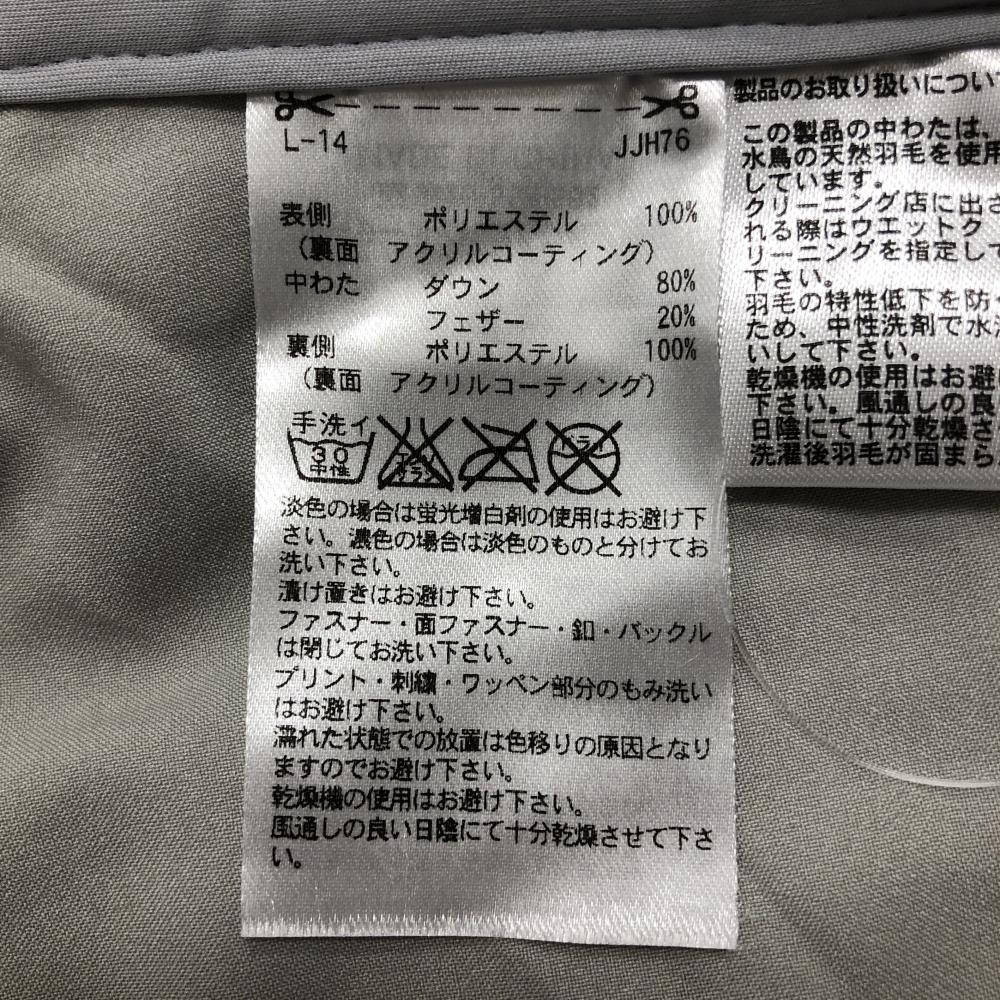 L-14 JJH76
表側 ポリエステル 100%
(裏面 アクリルコーティング)
中わた ダウン 80%
フェザー 20%
裏側 ポリエステル 100%
(裏面 アクリルコーティング)
手洗イ
30
中性
エンソ
サラシ
ドライ
淡色の場合は蛍光増白剤の使用はお避け下
さい。濃色の場合は淡色のものと分けてお
洗い下さい。
漬け置きはお避け下さい。
ファスナー・面ファスナー・釦・バックル
は閉じてお洗い下さい。
プリント・刺繍・ワッペン部分のもみ洗い
はお避け下さい。
濡れた状態での放置は色移りの原因となり
ますのでお避け下さい。
乾燥機の使用はお避け下さい。
風通しの良い日陰にて十分乾燥させて下さ
い。
製品のお取り扱いについ
この製品の中わたは、
水鳥の天然羽毛を使用
しています。
クリーニング店に出さ
れる際はウエットク
リーニングを指定して
下さい。
羽毛の特性低下を防
ため、中性洗剤で水
いして下さい。
乾燥機の使用はお避
下さい。風通しの良
日陰にて十分乾燥さ
洗濯後羽毛が固まら